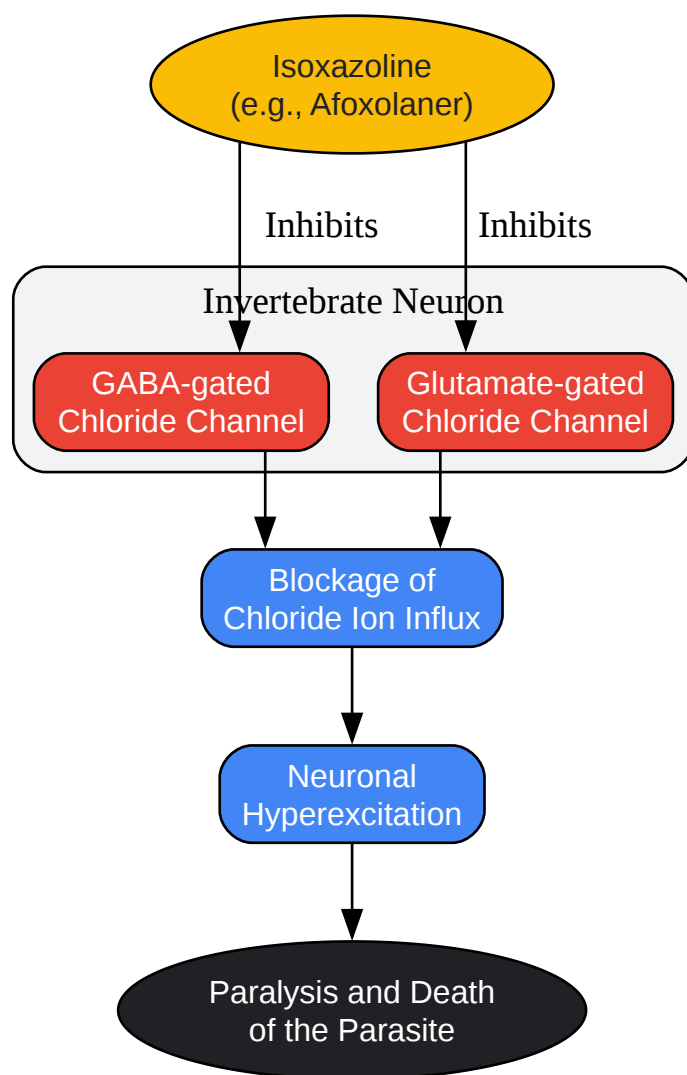 Isoxazoline
(e.g., Afoxolaner)
Inhibits
Inhibits
Invertebrate Neuron
GABA-gated
Chloride Channel
Glutamate-gated
Chloride Channel
Blockage of
Chloride Ion Influx
Neuronal
Hyperexcitation
Paralysis and Death
of the Parasite